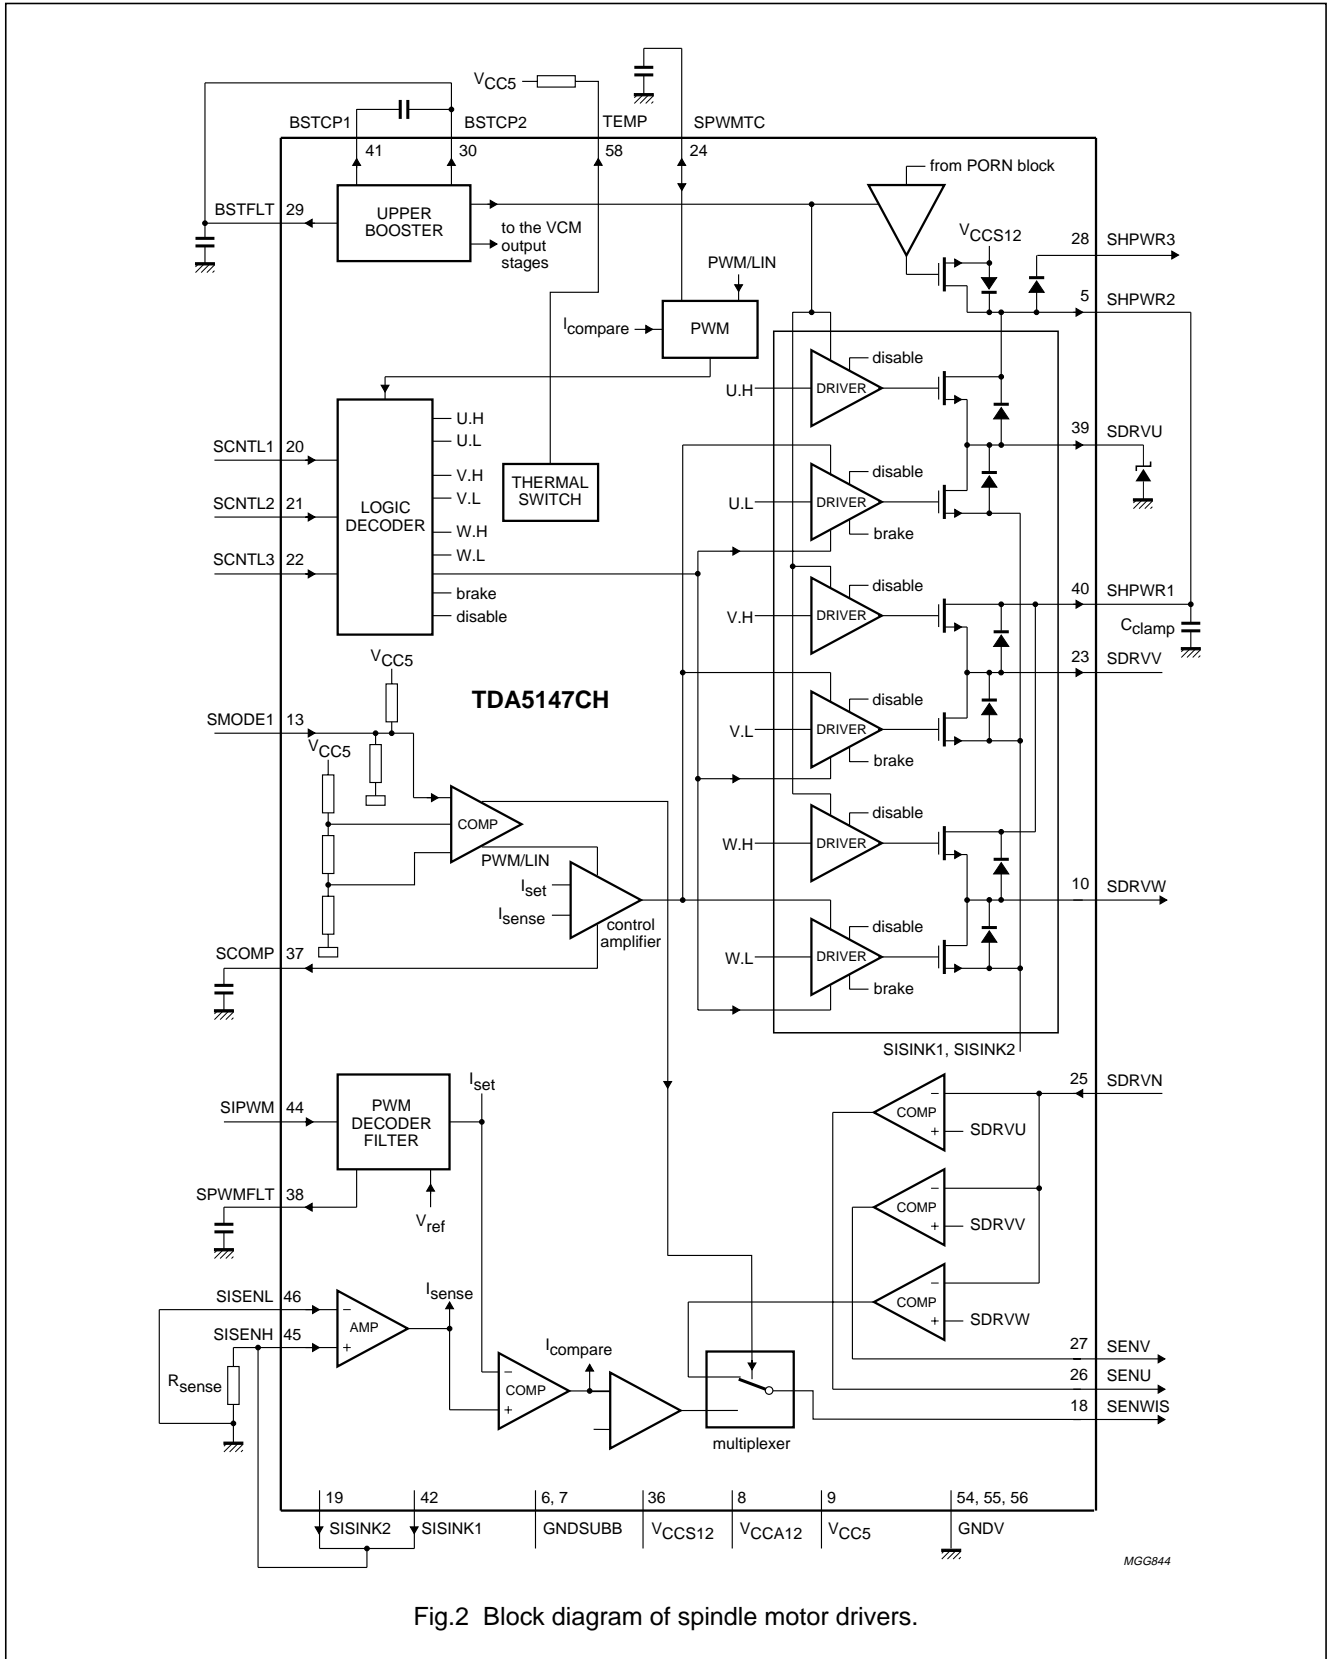 VCC5
BSTCP1
BSTCP2
TEMP
SPWMTC
41
30
58
24
from PORN block
BSTFLT 29
UPPER
BOOSTER
to the VCM
output
stages
VCCS12
28 SHPWR3
PWM/LIN
5 SHPWR2
Icompare
PWM
disable
U.H
DRIVER
U.H
U.L
39 SDRVU
SCNTL1 20
V.H
V.L
THERMAL
SWITCH
disable
U.L
DRIVER
brake
SCNTL2 21
LOGIC
DECODER
W.H
W.L
SCNTL3 22
brake
disable
disable
V.H
DRIVER
40 SHPWR1
Cclamp
VCC5
23 SDRVV
TDA5147CH
SMODE1 13
VCC5
disable
V.L
DRIVER
brake
COMP
PWM/LIN
disable
W.H
DRIVER
Iset
Isense
control
amplifier
10 SDRVW
disable
W.L
DRIVER
brake
SCOMP 37
SISINK1, SISINK2
Iset
25 SDRVN
SIPWM 44
PWM
DECODER
FILTER
−
COMP
+
SDRVU
SPWMFLT 38
Vref
−
COMP
+
SDRVV
SISENL 46
Isense
−
AMP
+
SISENH 45
−
COMP
+
SDRVW
Rsense
Icompare
−
COMP
+
27 SENV
26 SENU
18 SENWIS
multiplexer
19
42
6, 7
36
8
9
54, 55, 56
SISINK2
SISINK1
GNDSUBB
VCCS12
VCCA12
VCC5
GNDV
MGG844
Fig.2 Block diagram of spindle motor drivers.